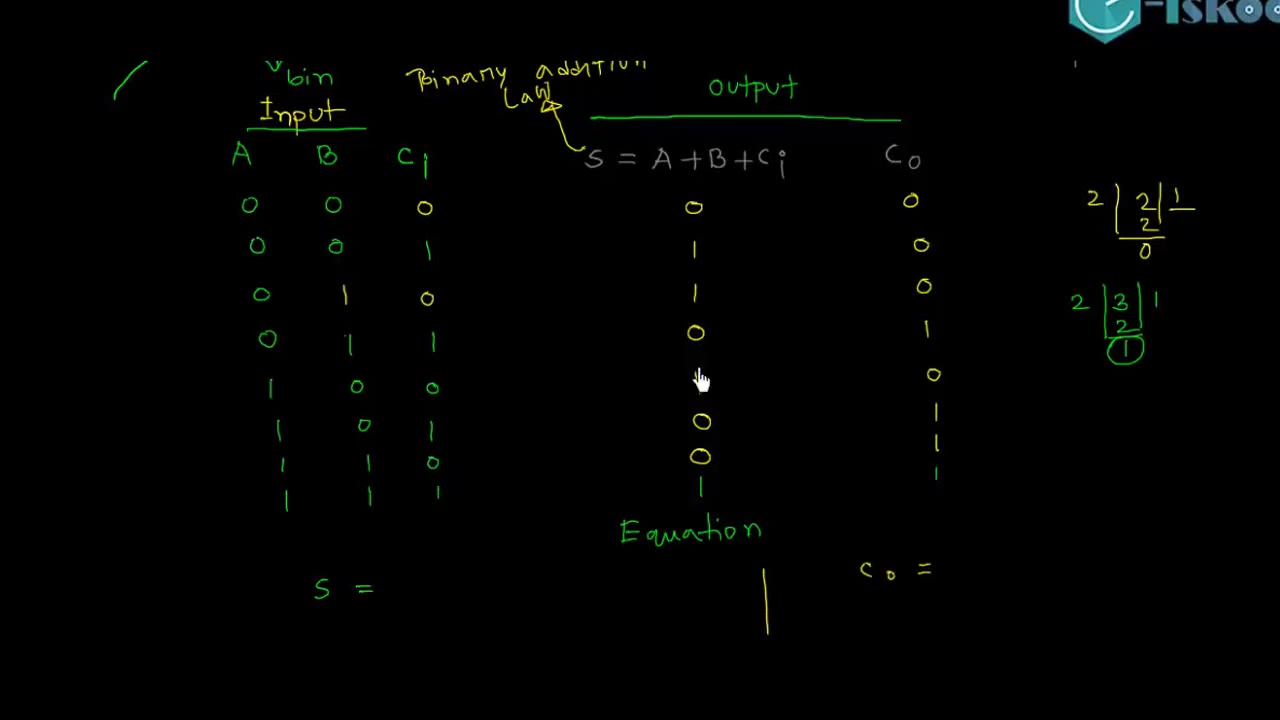 e-Iskoo
bin Binary addition
Input Law Output
A B Ci S = A + B + Ci Co
0 0 0 0 0
0 0 1 1 0
0 1 0 1 0
0 1 1 0 1
1 0 0 0
1 0 1 0 1
1 1 0 0 1
1 1 1 1 1
2 2 1
2
0
2 3 1
2
1
Equation
S = Co =